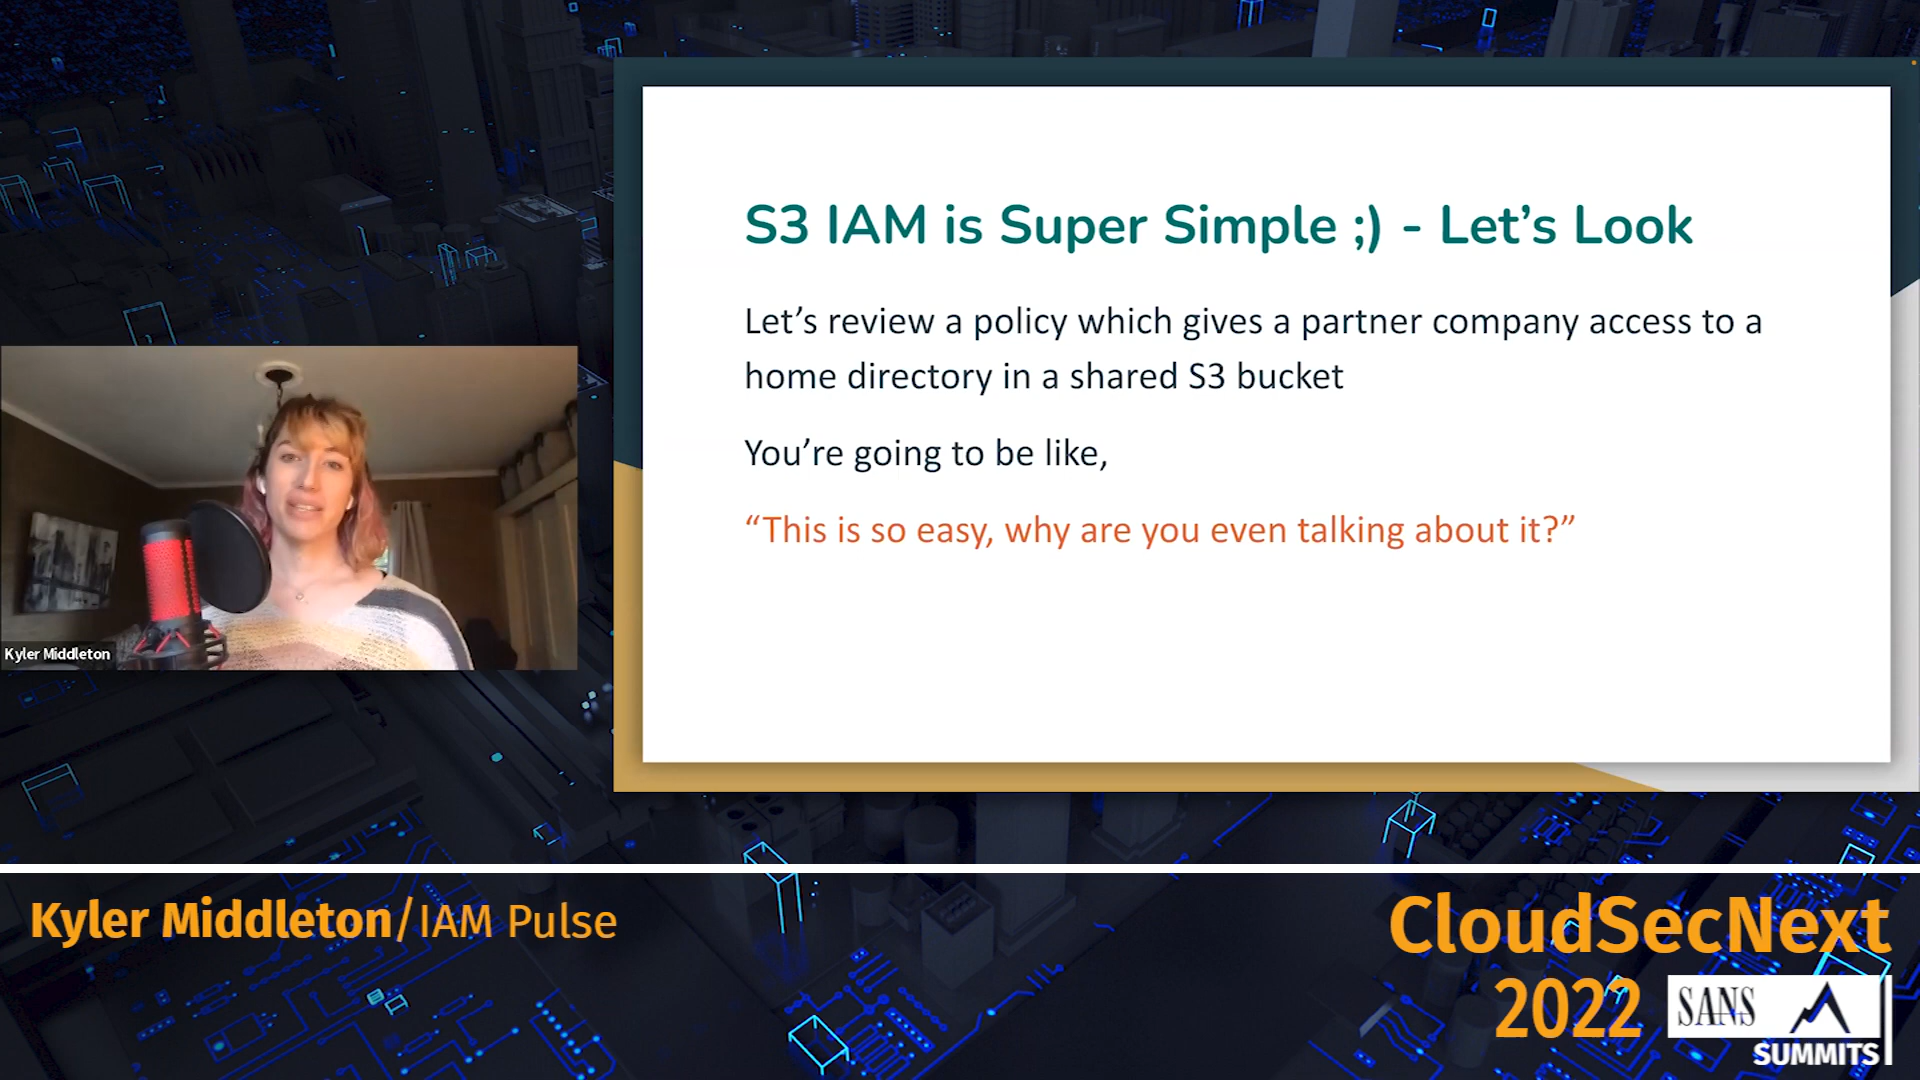 S3 IAM is Super Simple ;) - Let’s Look
Let’s review a policy which gives a partner company access to a
home directory in a shared S3 bucket
You’re going to be like,
“This is so easy, why are you even talking about it?”
Kyler Middleton
Kyler Middleton/IAM Pulse
CloudSecNext
2022
SANS
SUMMITS